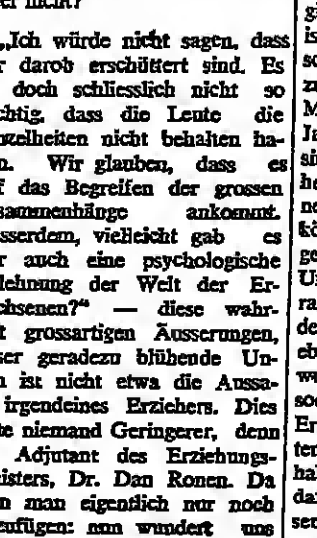 er nicht?
„Ich würde nicht sagen, dass
r darob erschüttert sind. Es
doch schliesslich nicht so
chtig, dass die Leute die
nzelheiten nicht behalten ha-
n. Wir glauben, dass es
f das Begreifen der grossen
sammenhänge ankommt.
sserdem, vielleicht gab es
r auch eine psychologische
lehnung der Welt der Er-
chsenen?“ — diese wahr-
t grossartigen Äusserungen,
ser geradezu blühende Un-
n ist nicht etwa die Aussa-
irgendeines Erziehers. Dies
te niemand Geringerer, denn
Adjutant des Erziehungs-
isters, Dr. Dan Ronen. Da
n man eigentlich nur noch
zufügen: nun wundert uns